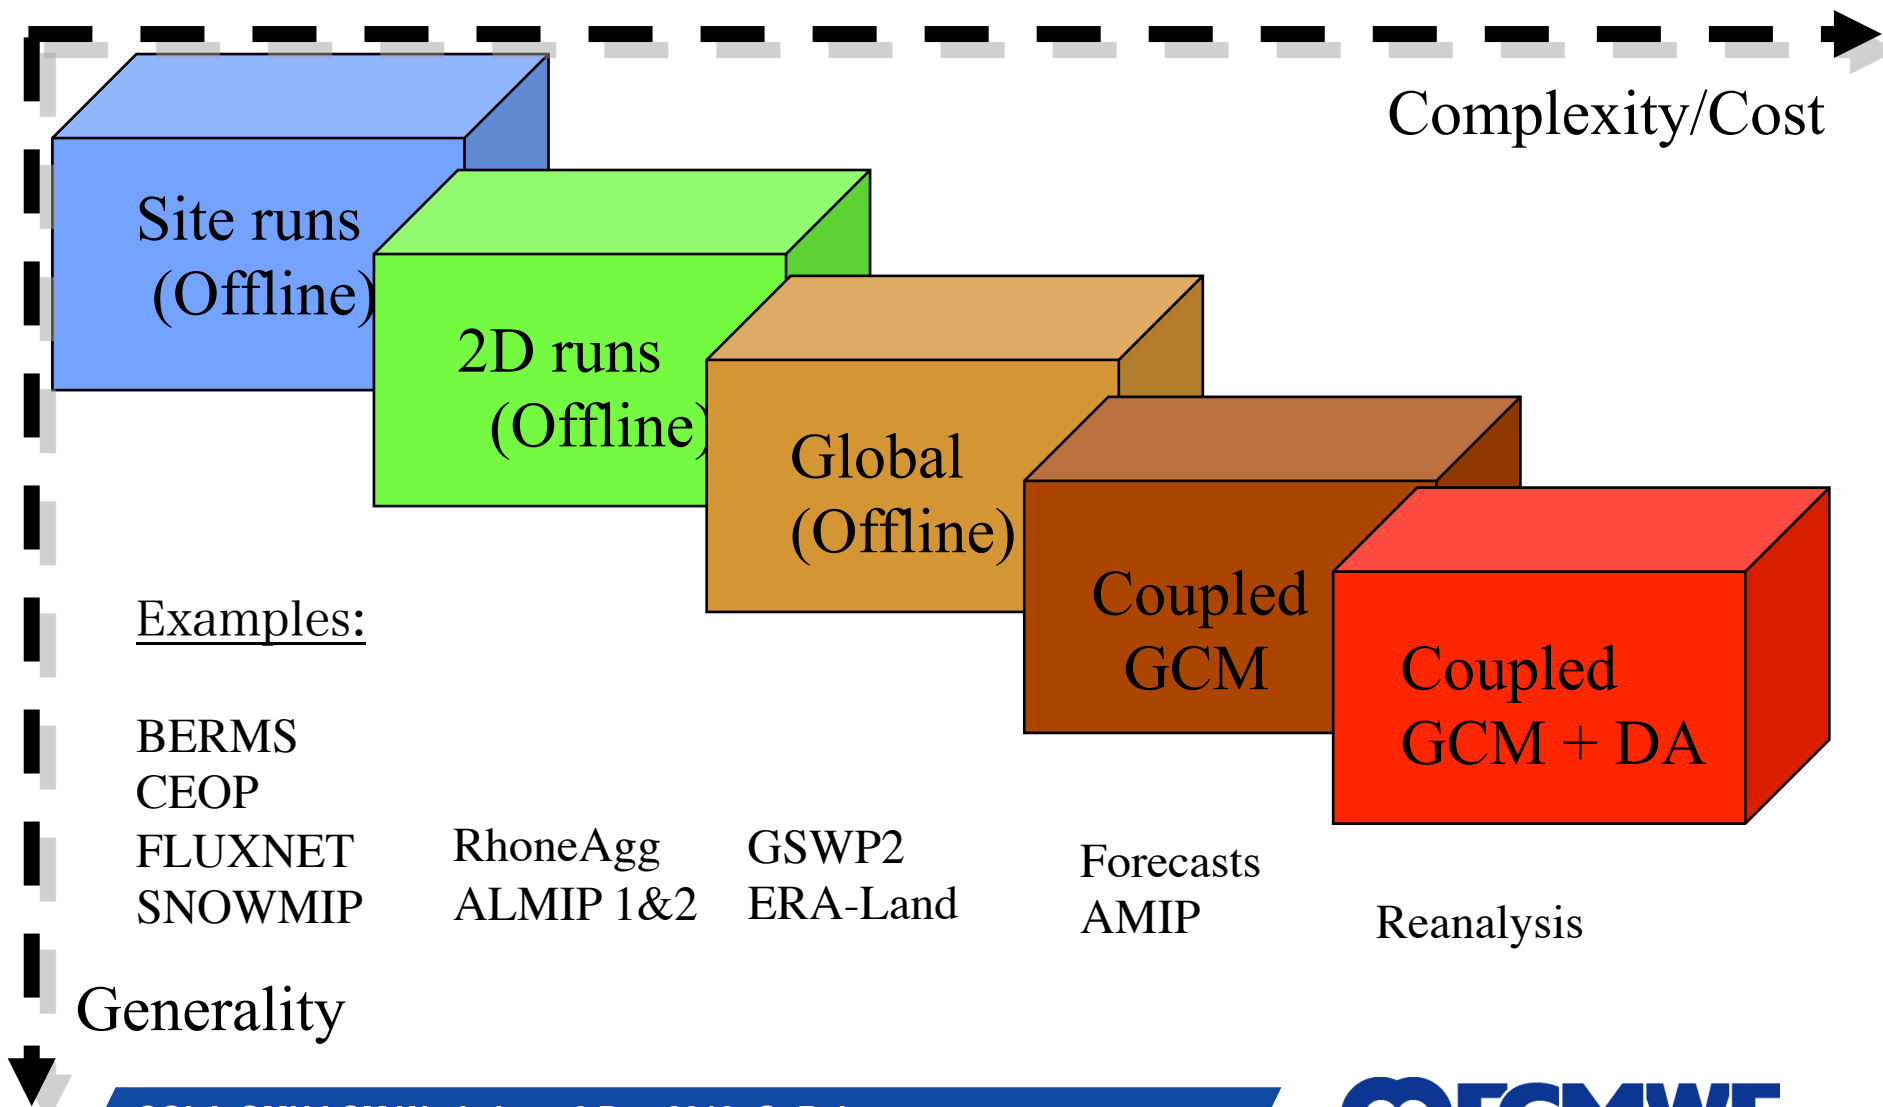 Complexity/Cost
Site runs
(Offline)
2D runs
(Offline)
Global
(Offline)
Coupled
GCM
Coupled
GCM + DA
Examples:
BERMS
CEOP
FLUXNET
SNOWMIP
RhoneAgg
ALMIP 1&2
GSWP2
ERA-Land
Forecasts
AMIP
Reanalysis
Generality
ECMWF